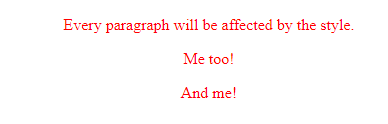 Every paragraph will be affected by the style.
Me too!
And me!